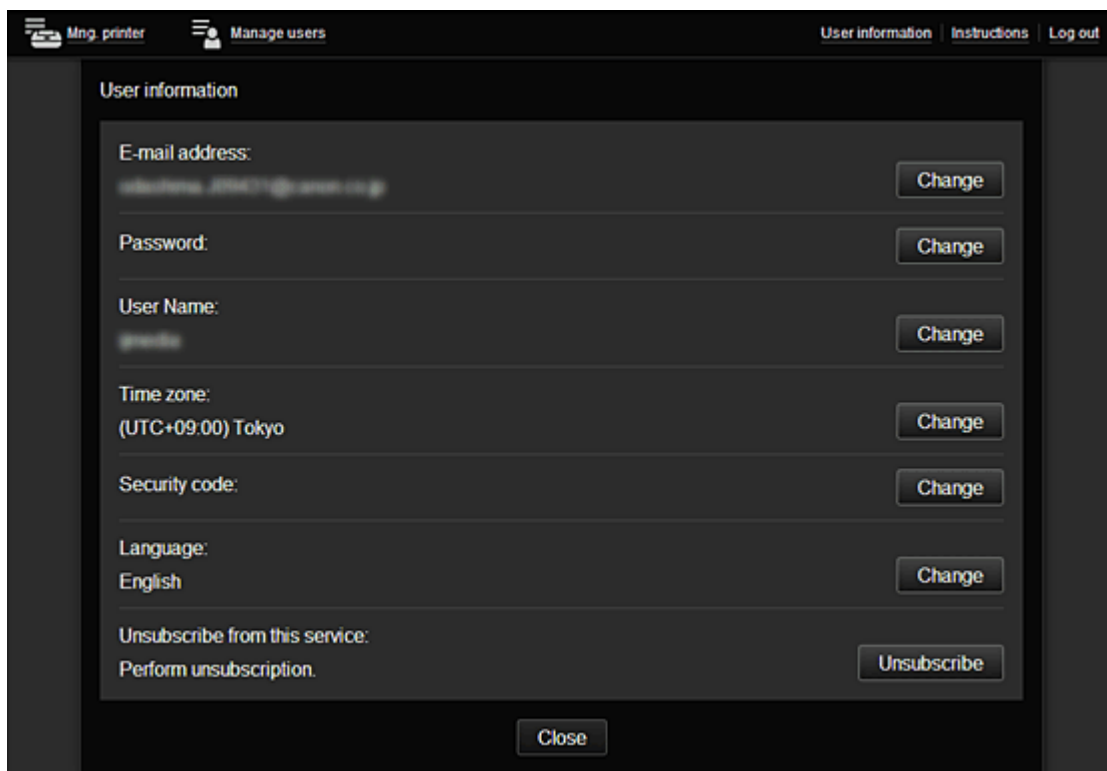 Mng. printer Manage users User information Instructions Log out
User information
E-mail address:
Change
Password:
Change
User Name:
Change
Time zone:
(UTC+09:00) Tokyo
Change
Security code:
Change
Language:
English
Change
Unsubscribe from this service:
Perform unsubscription.
Unsubscribe
Close